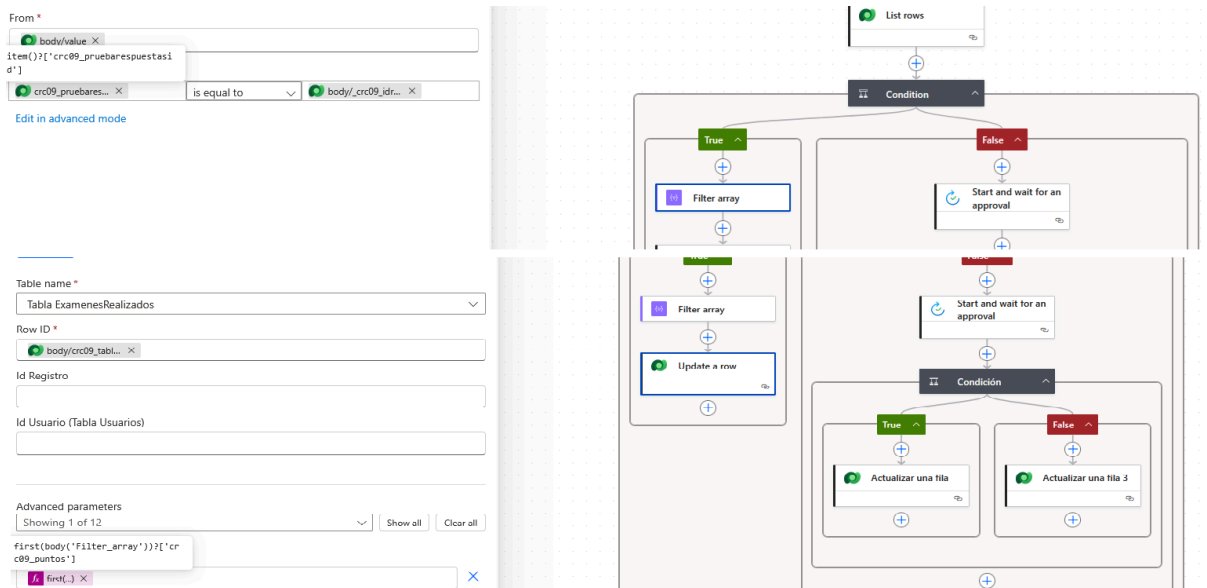 From *
body/value ×
item()?['crc09_pruebarespuestasi
d']
crc09_pruebares... ×
is equal to
body/_crc09_idr... ×
Edit in advanced mode
List rows
Condition
True
False
Filter array
Start and wait for an
approval
Table name *
Tabla ExamenesRealizados
Row ID *
body/crc09_tabl... ×
Id Registro
Id Usuario (Tabla Usuarios)
Advanced parameters
Showing 1 of 12
Show all
Clear all
first(body('Filter_array'))?['cr
c09_puntos']
fx first(...) ×
True
False
Filter array
Start and wait for an
approval
Update a row
Condición
True
False
Actualizar una fila
Actualizar una fila 3